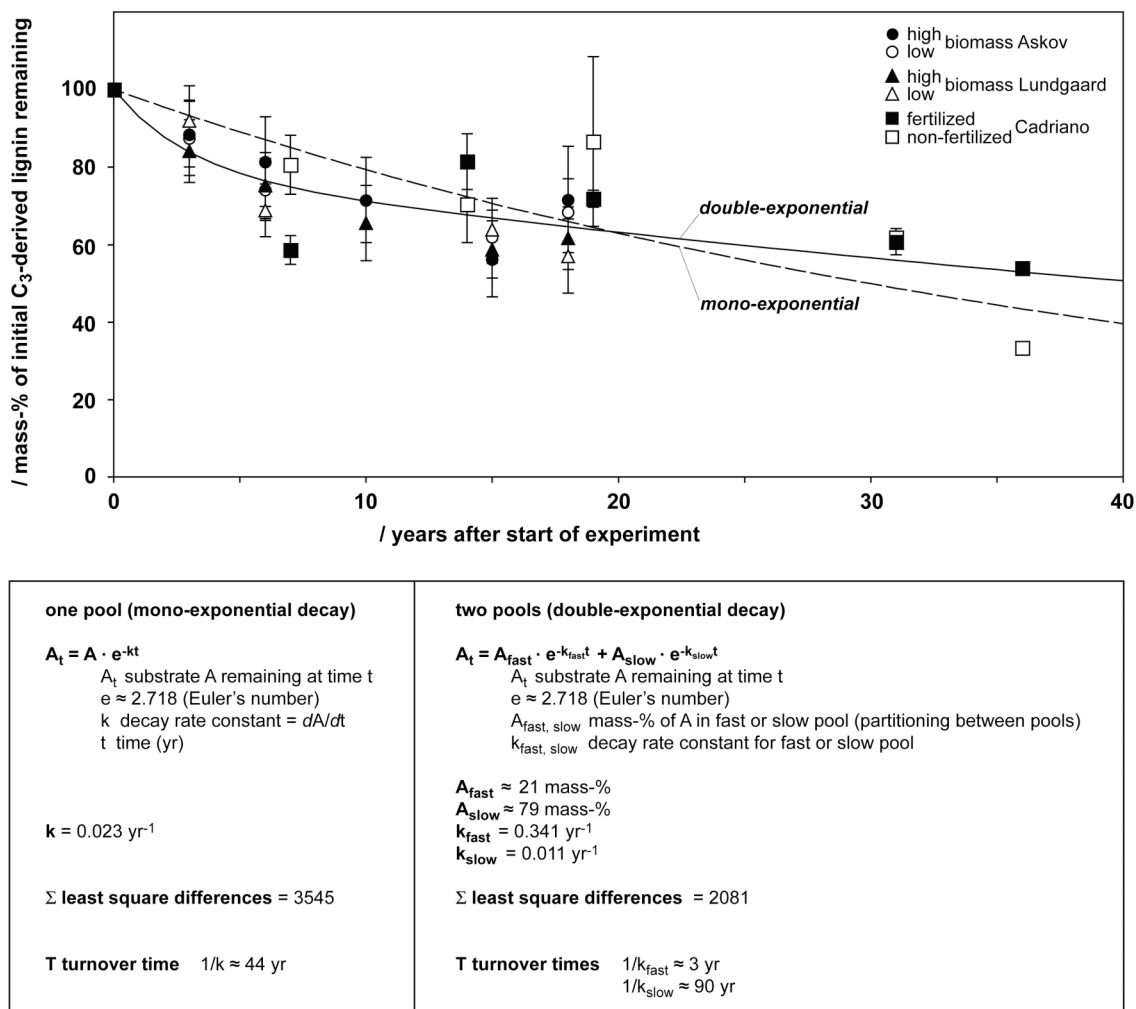 / mass-% of initial C3-derived lignin remaining
100
80
60
40
20
0
0
10
20
30
40
/ years after start of experiment
high
low
biomass Askov
high
low
biomass Lundgaard
fertilized
non-fertilized
Cadriano
double-exponential
mono-exponential
one pool (mono-exponential decay)
At = A · e-kt
At substrate A remaining at time t
e ≈ 2.718 (Euler's number)
k decay rate constant = dA/dt
t time (yr)
k = 0.023 yr-1
Σ least square differences = 3545
T turnover time 1/k ≈ 44 yr
two pools (double-exponential decay)
At = Afast · e-kfastt + Aslow · e-kslowt
At substrate A remaining at time t
e ≈ 2.718 (Euler's number)
Afast, slow mass-% of A in fast or slow pool (partitioning between pools)
kfast, slow decay rate constant for fast or slow pool
Afast ≈ 21 mass-%
Aslow ≈ 79 mass-%
kfast = 0.341 yr-1
kslow = 0.011 yr-1
Σ least square differences = 2081
T turnover times 1/kfast ≈ 3 yr
1/kslow ≈ 90 yr